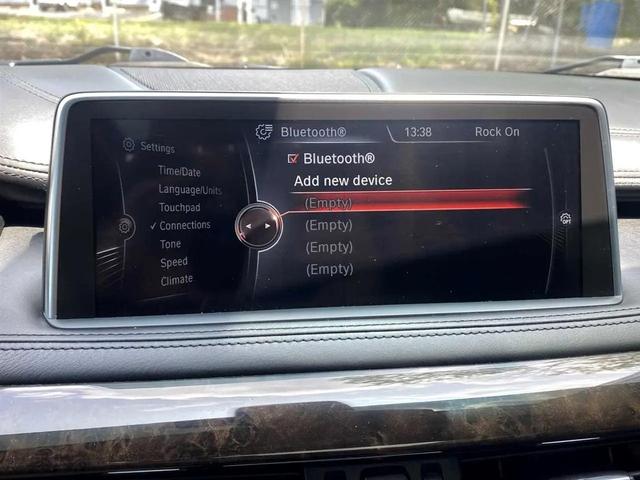 Bluetooth® 13:38 Rock On
Settings
Time/Date
Language/Units
Touchpad
✓ Connections
Tone
Speed
Climate
Bluetooth®
Add new device
(Empty)
(Empty)
(Empty)
(Empty)
OPT